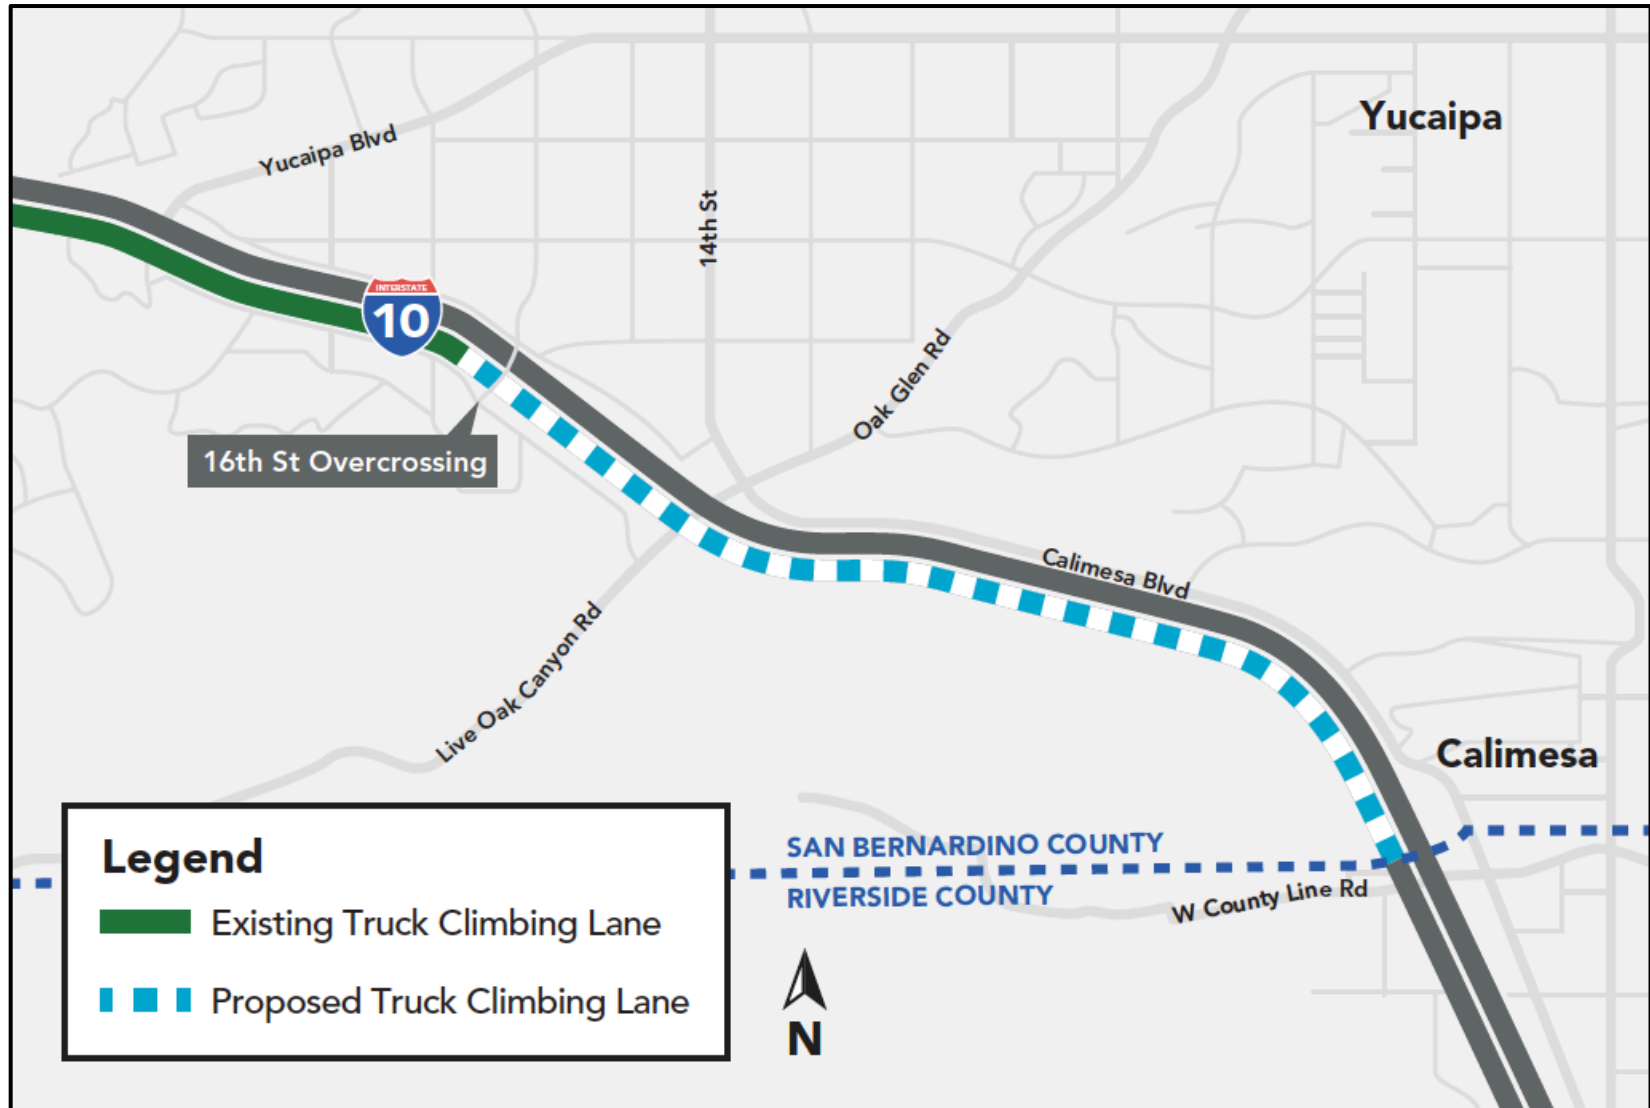 Yucaipa
Yucaipa Blvd
14th St
INTERSTATE
10
Oak Glen Rd
16th St Overcrossing
Calimesa Blvd
Live Oak Canyon Rd
Calimesa
SAN BERNARDINO COUNTY
RIVERSIDE COUNTY
W County Line Rd
Legend
Existing Truck Climbing Lane
Proposed Truck Climbing Lane
N